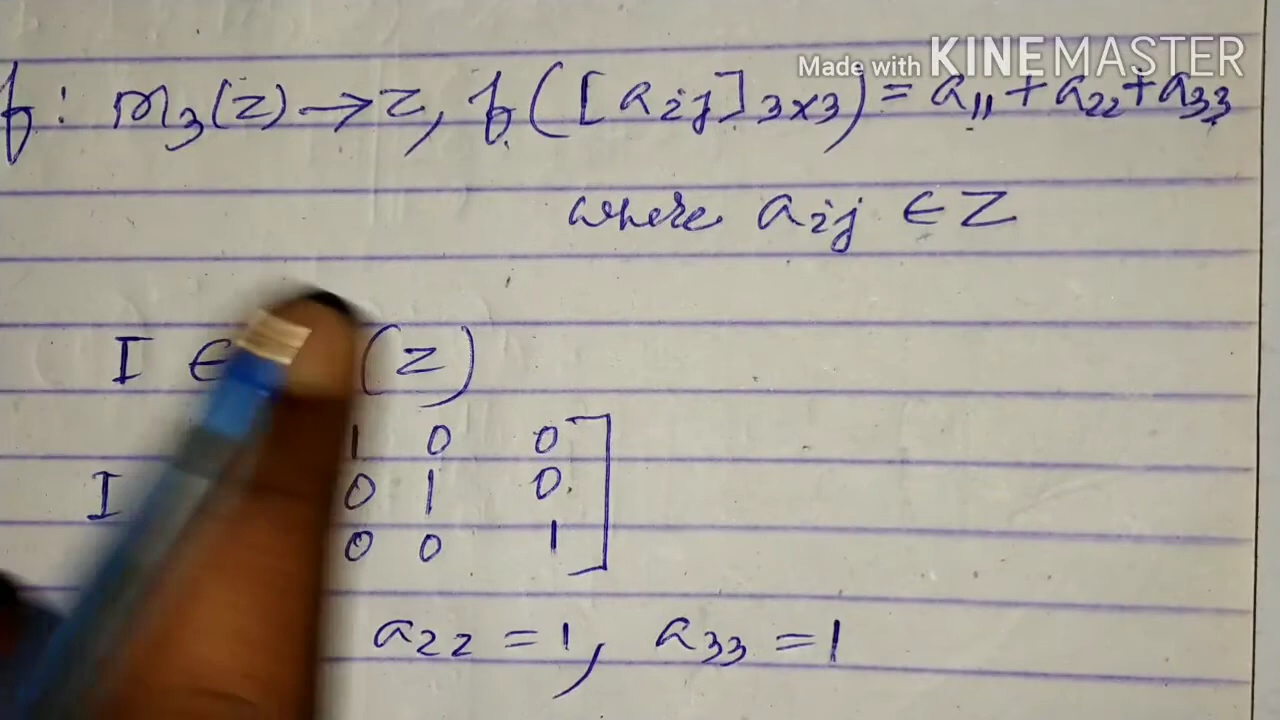 Made with KINEMASTER
f : M3(Z) → Z, f([aij]3×3) = a11 + a22 + a33
where aij ∈ Z
I ∈ (Z)
1 0 0
I 0 1 0
0 0 1
a22 = 1, a33 = 1